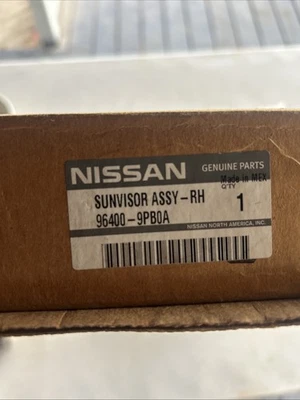 NISSAN GENUINE PARTS
Made in MEX
SUNVISOR ASSY-RH
Q'TY
96400-9PB0A
1
NISSAN NORTH AMERICA, INC.